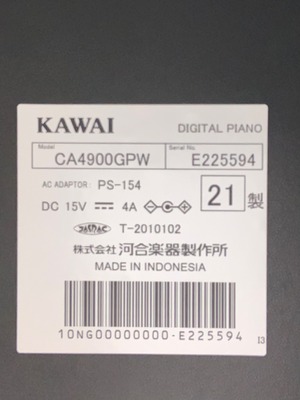 KAWAI DIGITAL PIANO
Model Serial No.
CA4900GPW E225594
AC ADAPTOR: PS-154 21 製
DC 15V 4A
JASMAC T-2010102
株式会社 河合楽器製作所
MADE IN INDONESIA
10NG00000000-E225594 I3